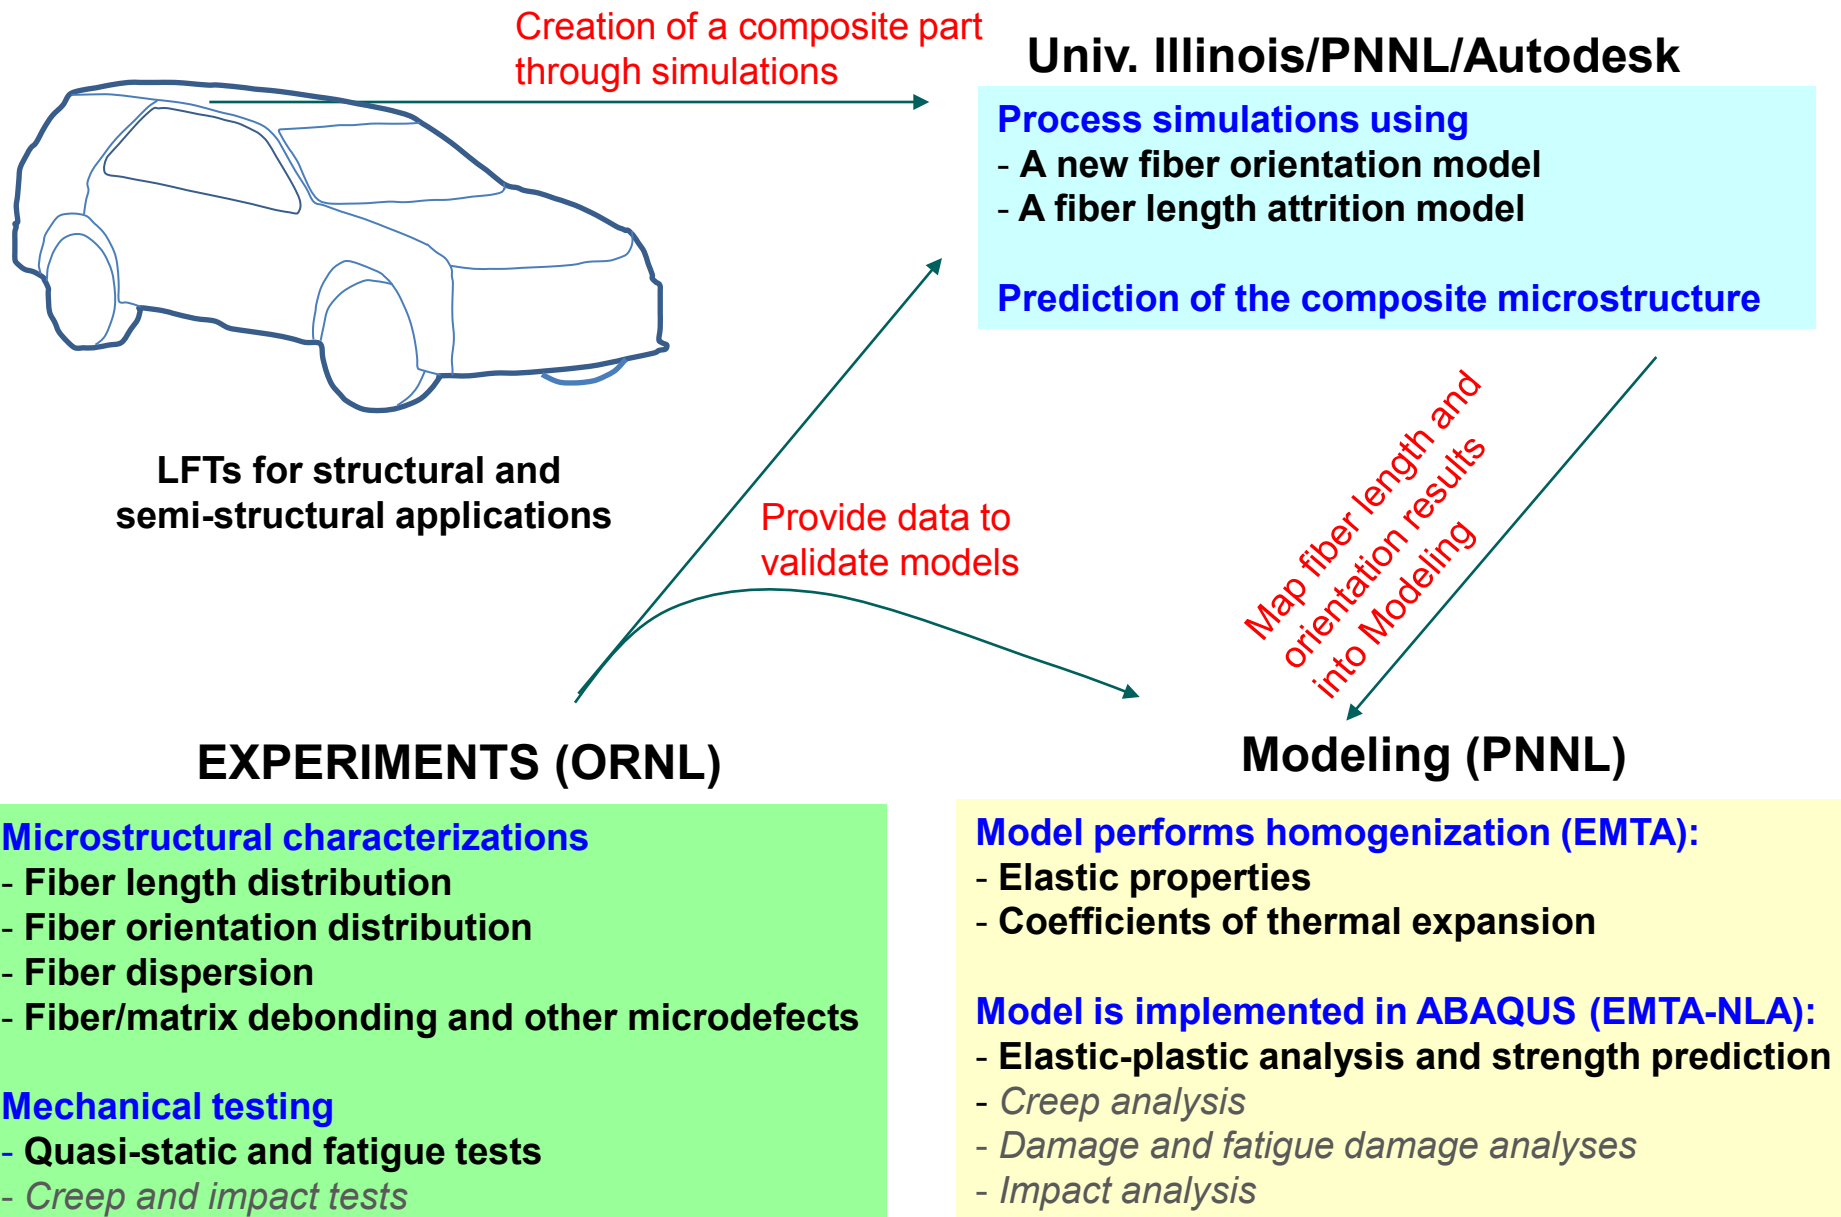 Creation of a composite part
through simulations
Univ. Illinois/PNNL/Autodesk
Process simulations using
- A new fiber orientation model
- A fiber length attrition model
Prediction of the composite microstructure
LFTs for structural and
semi-structural applications
Provide data to
validate models
Map fiber length and
orientation results
into Modeling
EXPERIMENTS (ORNL)
Microstructural characterizations
- Fiber length distribution
- Fiber orientation distribution
- Fiber dispersion
- Fiber/matrix debonding and other microdefects
Mechanical testing
- Quasi-static and fatigue tests
- Creep and impact tests
Modeling (PNNL)
Model performs homogenization (EMTA):
- Elastic properties
- Coefficients of thermal expansion
Model is implemented in ABAQUS (EMTA-NLA):
- Elastic-plastic analysis and strength prediction
- Creep analysis
- Damage and fatigue damage analyses
- Impact analysis